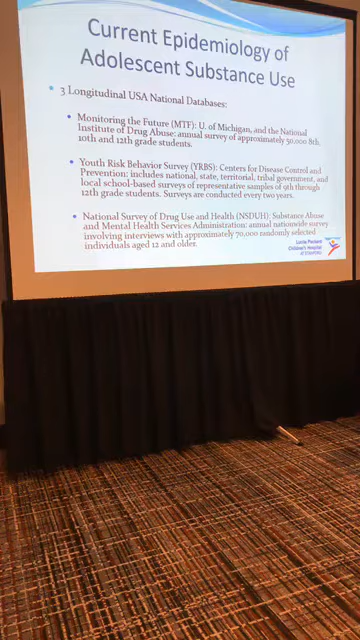 Current Epidemiology of
Adolescent Substance Use
• 3 Longitudinal USA National Databases:
• Monitoring the Future (MTF): U. of Michigan, and the National
Institute of Drug Abuse: annual survey of approximately 50,000 8th,
10th and 12th grade students.
• Youth Risk Behavior Survey (YRBS): Centers for Disease Control and
Prevention: includes national, state, territorial, tribal government, and
local school-based surveys of representative samples of 9th through
12th grade students. Surveys are conducted every two years.
• National Survey of Drug Use and Health (NSDUH): Substance Abuse
and Mental Health Services Administration: annual nationwide survey
involving interviews with approximately 70,000 randomly selected
individuals aged 12 and older.
Lucile Packard
Children's Hospital